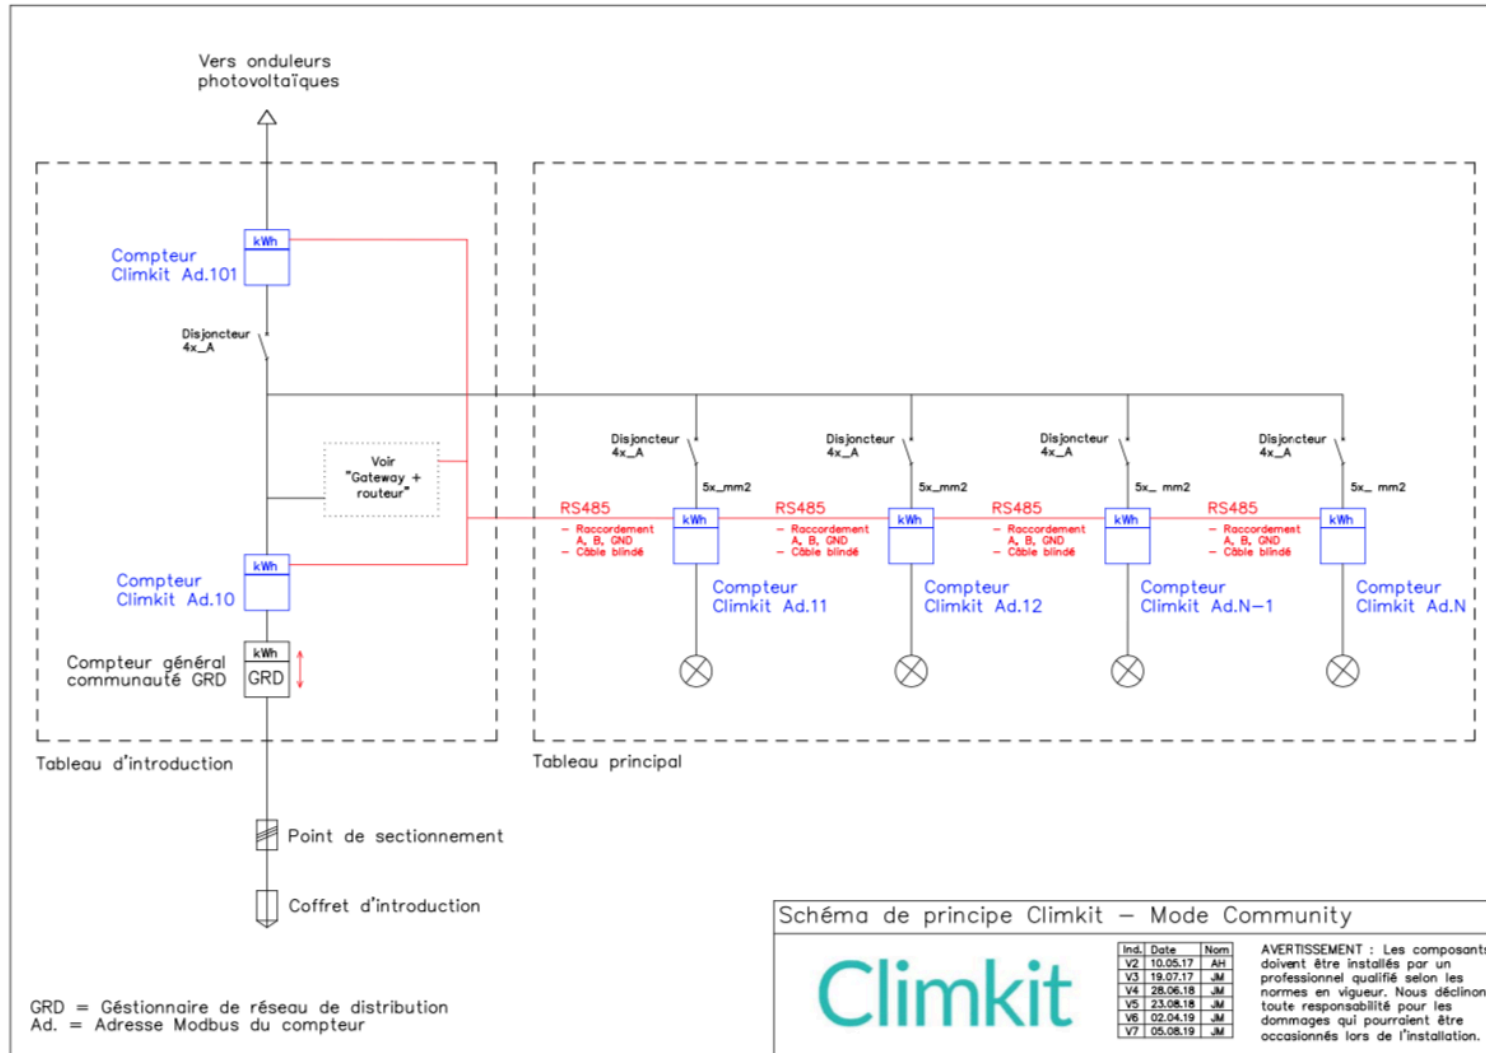 Vers onduleurs
photovoltaïques
kWh
Compteur
Climkit Ad.101
Disjoncteur
4x_A
Voir
"Gateway +
routeur"
kWh
Compteur
Climkit Ad.10
Compteur général
communauté GRD
kWh
GRD
Tableau d'introduction
Point de sectionnement
Coffret d'introduction
Disjoncteur
4x_A
5x_mm2
RS485
- Raccordement
A, B, GND
- Câble blindé
kWh
Compteur
Climkit Ad.11
Disjoncteur
4x_A
5x_mm2
RS485
- Raccordement
A, B, GND
- Câble blindé
kWh
Compteur
Climkit Ad.12
Disjoncteur
4x_A
5x_ mm2
RS485
- Raccordement
A, B, GND
- Câble blindé
kWh
Compteur
Climkit Ad.N-1
Disjoncteur
4x_A
5x_ mm2
RS485
- Raccordement
A, B, GND
- Câble blindé
kWh
Compteur
Climkit Ad.N
Tableau principal
GRD = Géstionnaire de réseau de distribution
Ad. = Adresse Modbus du compteur
Schéma de principe Climkit - Mode Community
Climkit
Ind. Date Nom
V2 10.05.17 AH
V3 19.07.17 JM
V4 28.06.18 JM
V5 23.08.18 JM
V6 02.04.19 JM
V7 05.08.19 JM
AVERTISSEMENT : Les composants
doivent être installés par un
professionnel qualifié selon les
normes en vigueur. Nous déclinon
toute responsabilité pour les
dommages qui pourraient être
occasionnés lors de l'installation.